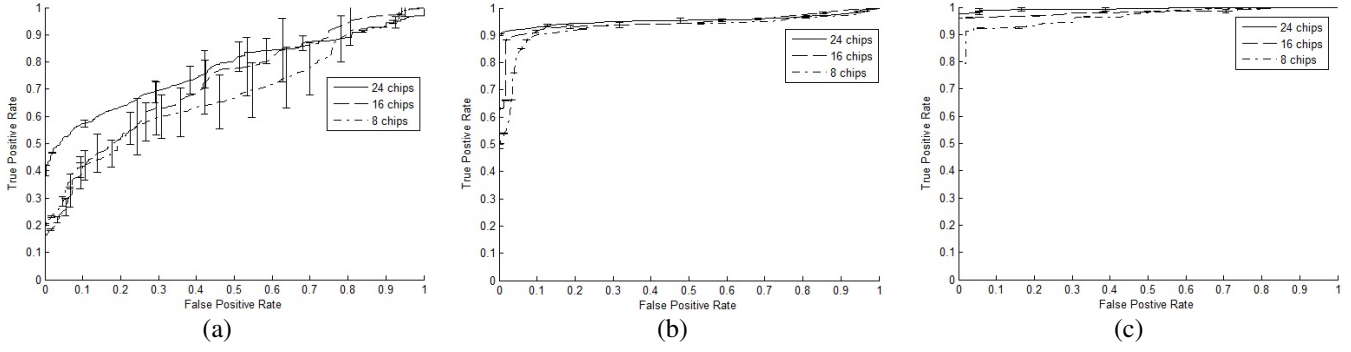 1
0.9
0.8
0.7
0.6
0.5
0.4
0.3
0.2
0.1
0
True Positive Rate
24 chips
16 chips
8 chips
0 0.1 0.2 0.3 0.4 0.5 0.6 0.7 0.8 0.9 1
False Positive Rate
(a)
1
0.9
0.8
0.7
0.6
0.5
0.4
0.3
0.2
0.1
0
True Postivie Rate
24 chips
16 chips
8 chips
0 0.1 0.2 0.3 0.4 0.5 0.6 0.7 0.8 0.9 1
False Positive Rate
(b)
1
0.9
0.8
0.7
0.6
0.5
0.4
0.3
0.2
0.1
0
True Positive Rate
24 chips
16 chips
8 chips
0 0.1 0.2 0.3 0.4 0.5 0.6 0.7 0.8 0.9 1
False Postive Rate
(c)